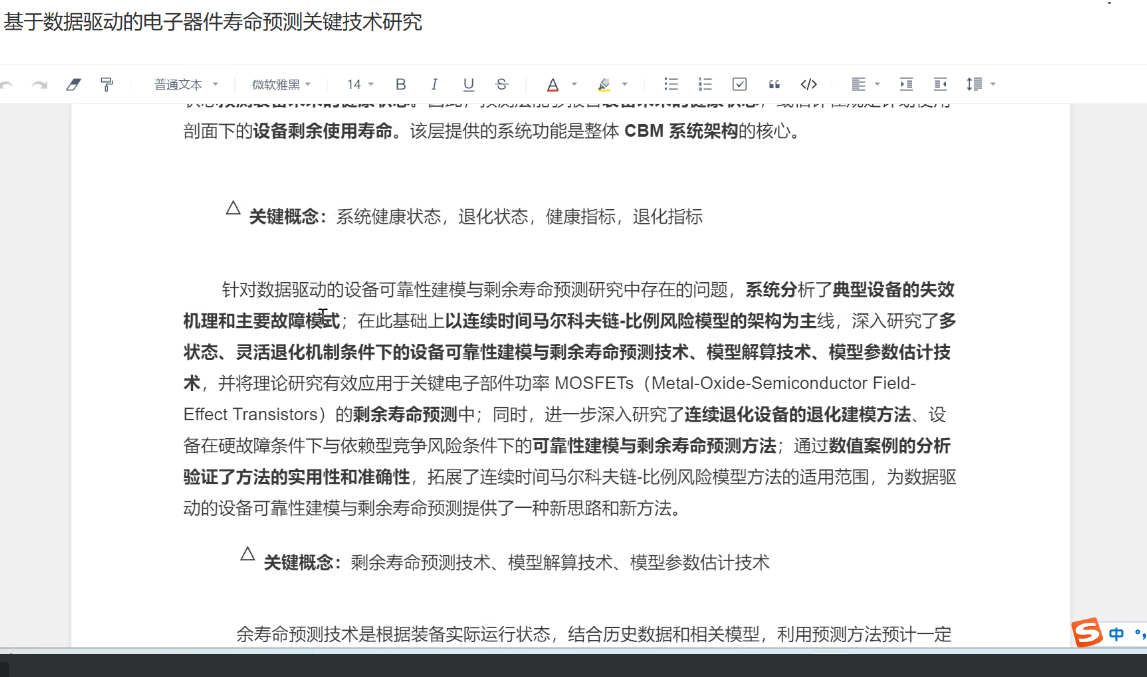 基于数据驱动的电子器件寿命预测关键技术研究
普通文本 微软雅黑 14 B I U S A
剖面下的设备剩余使用寿命。该层提供的系统功能是整体 CBM 系统架构的核心。
△ 关键概念：系统健康状态，退化状态，健康指标，退化指标
针对数据驱动的设备可靠性建模与剩余寿命预测研究中存在的问题，系统分析了典型设备的失效
机理和主要故障模式；在此基础上以连续时间马尔科夫链-比例风险模型的架构为主线，深入研究了多
状态、灵活退化机制条件下的设备可靠性建模与剩余寿命预测技术、模型解算技术、模型参数估计技
术，并将理论研究有效应用于关键电子部件功率 MOSFETs（Metal-Oxide-Semiconductor Field-
Effect Transistors）的剩余寿命预测中；同时，进一步深入研究了连续退化设备的退化建模方法、设
备在硬故障条件下与依赖型竞争风险条件下的可靠性建模与剩余寿命预测方法；通过数值案例的分析
验证了方法的实用性和准确性，拓展了连续时间马尔科夫链-比例风险模型方法的适用范围，为数据驱
动的设备可靠性建模与剩余寿命预测提供了一种新思路和新方法。
△ 关键概念：剩余寿命预测技术、模型解算技术、模型参数估计技术
余寿命预测技术是根据装备实际运行状态，结合历史数据和相关模型，利用预测方法预计一定
S 中